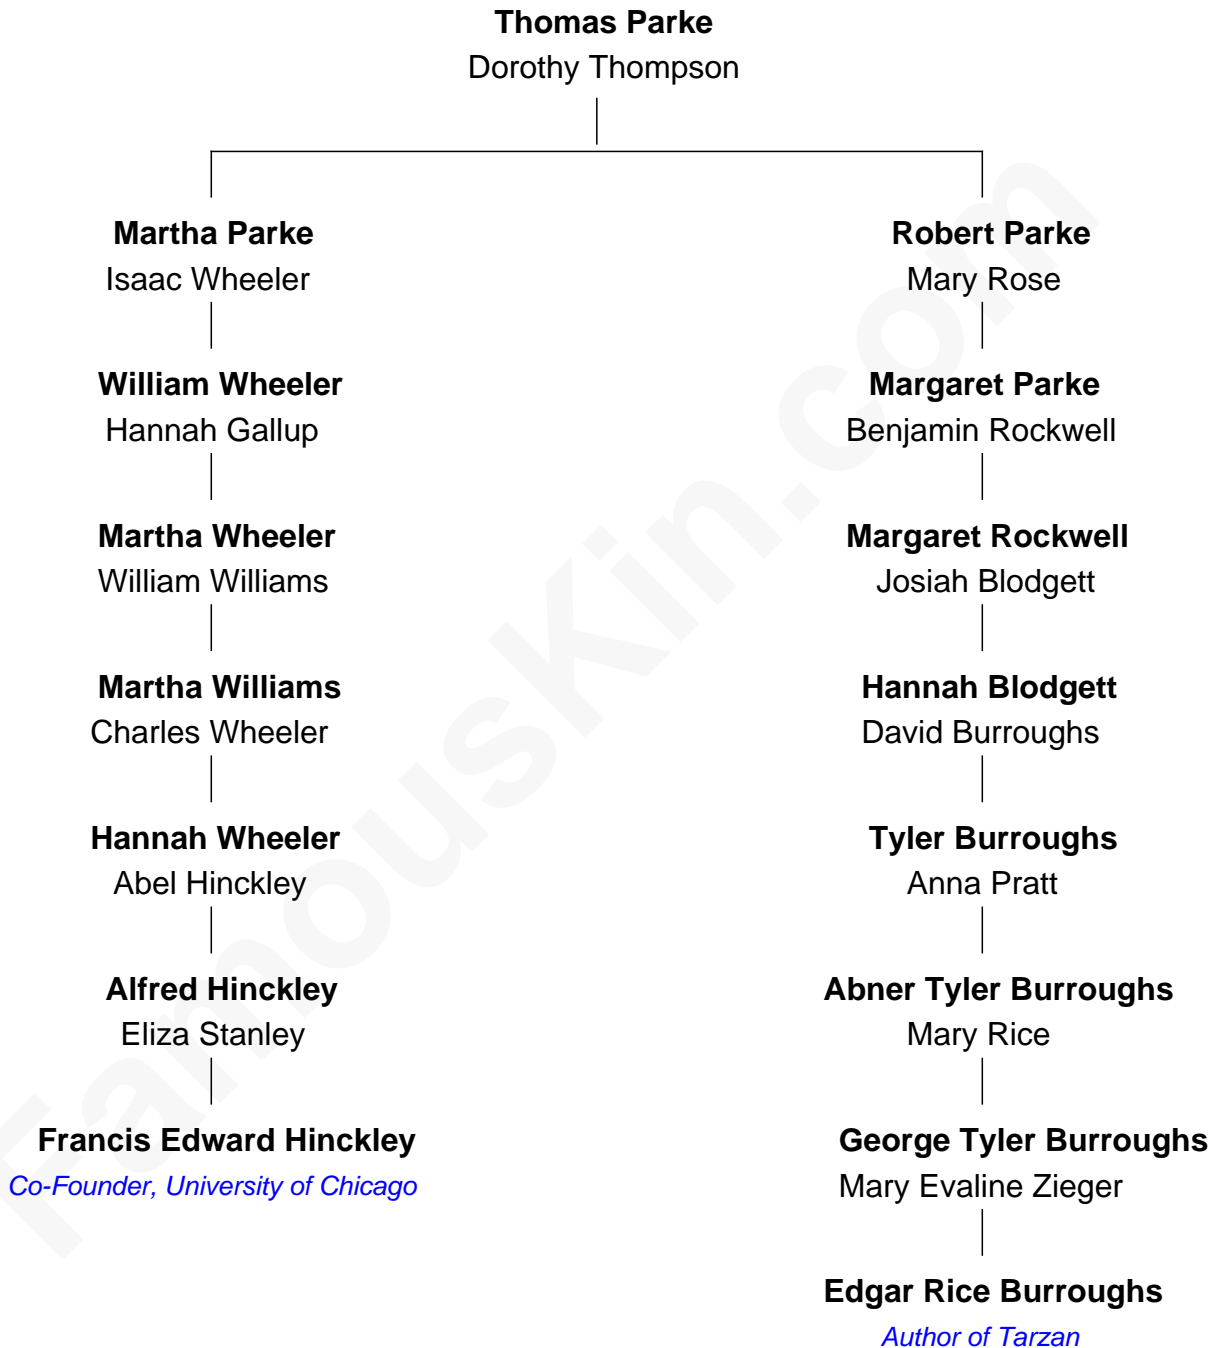 Thomas Parke
Dorothy Thompson
Martha Parke
Isaac Wheeler
William Wheeler
Hannah Gallup
Martha Wheeler
William Williams
Martha Williams
Charles Wheeler
Hannah Wheeler
Abel Hinckley
Alfred Hinckley
Eliza Stanley
Francis Edward Hinckley
Co-Founder, University of Chicago
Robert Parke
Mary Rose
Margaret Parke
Benjamin Rockwell
Margaret Rockwell
Josiah Blodgett
Hannah Blodgett
David Burroughs
Tyler Burroughs
Anna Pratt
Abner Tyler Burroughs
Mary Rice
George Tyler Burroughs
Mary Evaline Zieger
Edgar Rice Burroughs
Author of Tarzan
FamousKin.com